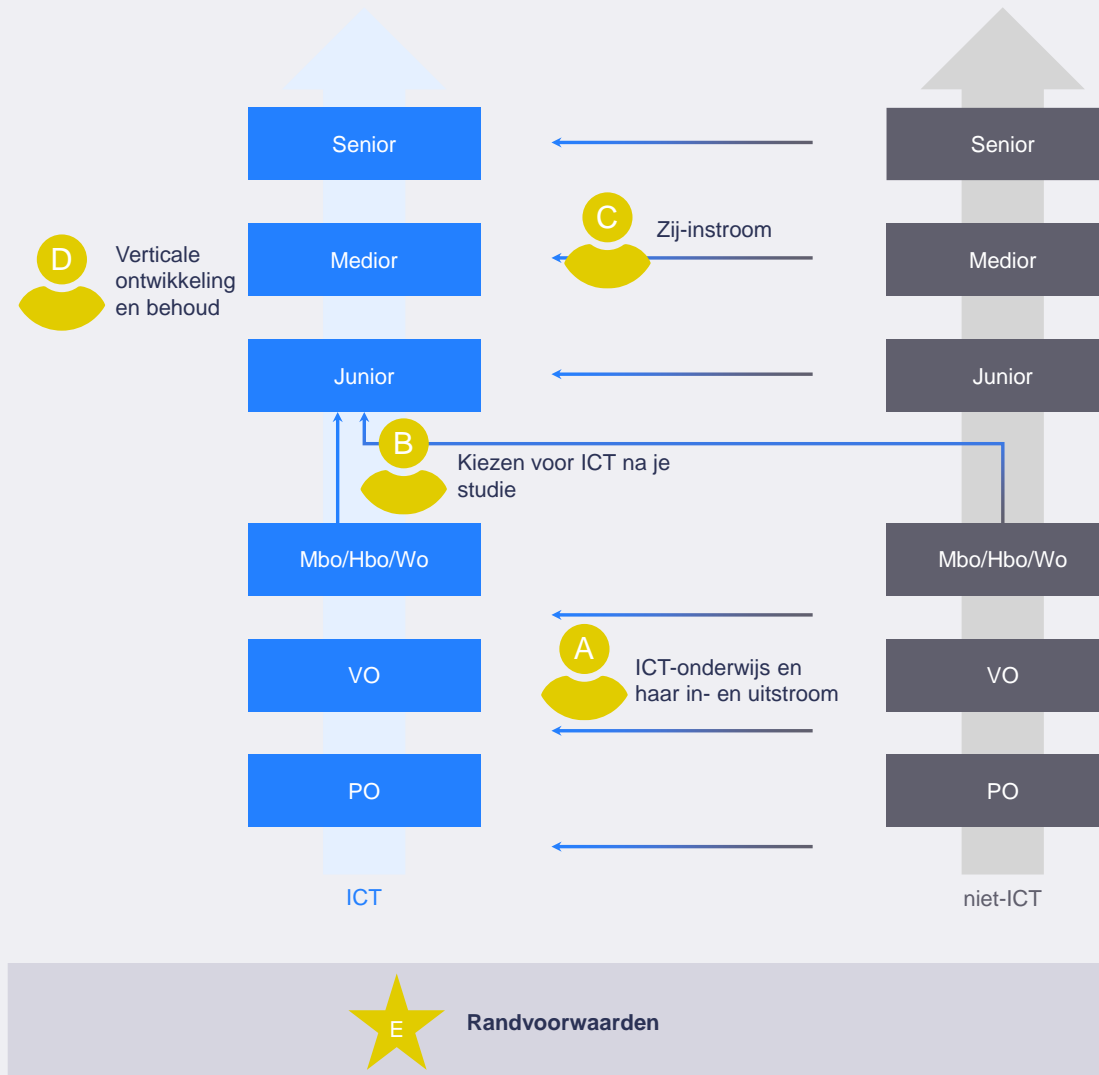 Senior
Senior
C
Zij-instroom
D
Verticale
ontwikkeling
en behoud
Medior
Medior
Junior
Junior
B
Kiezen voor ICT na je
studie
Mbo/Hbo/Wo
Mbo/Hbo/Wo
A
ICT-onderwijs en
haar in- en uitstroom
VO
VO
PO
PO
ICT
niet-ICT
E
Randvoorwaarden